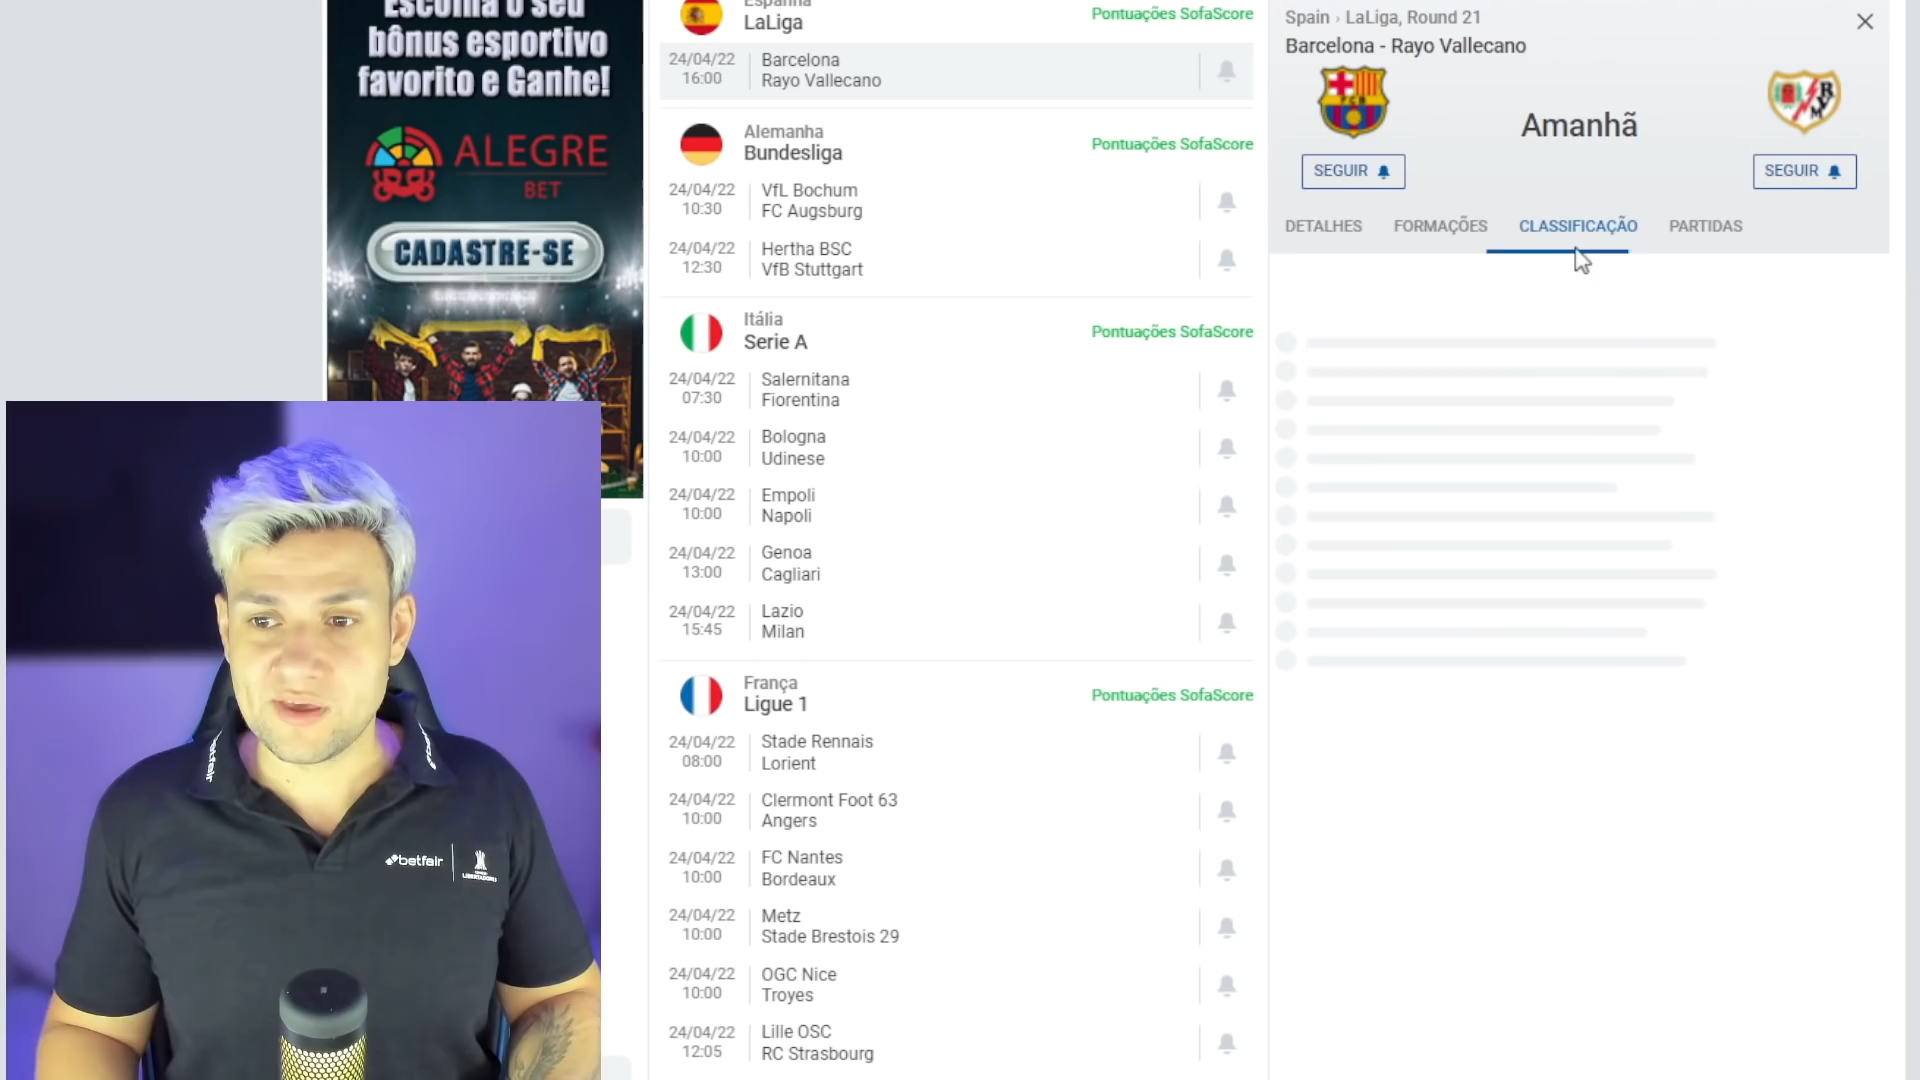 Escolha o seu
bônus esportivo
favorito e Ganhe!
ALEGRE
BET
CADASTRE-SE
Espanha
LaLiga
Pontuações SofaScore
24/04/22
16:00
Barcelona
Rayo Vallecano
Alemanha
Bundesliga
Pontuações SofaScore
24/04/22
10:30
VfL Bochum
FC Augsburg
24/04/22
12:30
Hertha BSC
VfB Stuttgart
Itália
Serie A
Pontuações SofaScore
24/04/22
07:30
Salernitana
Fiorentina
24/04/22
10:00
Bologna
Udinese
24/04/22
10:00
Empoli
Napoli
24/04/22
13:00
Genoa
Cagliari
24/04/22
15:45
Lazio
Milan
França
Ligue 1
Pontuações SofaScore
24/04/22
08:00
Stade Rennais
Lorient
24/04/22
10:00
Clermont Foot 63
Angers
24/04/22
10:00
FC Nantes
Bordeaux
24/04/22
10:00
Metz
Stade Brestois 29
24/04/22
10:00
OGC Nice
Troyes
24/04/22
12:05
Lille OSC
RC Strasbourg
Spain › LaLiga, Round 21
Barcelona - Rayo Vallecano
Amanhã
SEGUIR
SEGUIR
DETALHES
FORMAÇÕES
CLASSIFICAÇÃO
PARTIDAS
betfair
betfair
LIBERTADORES